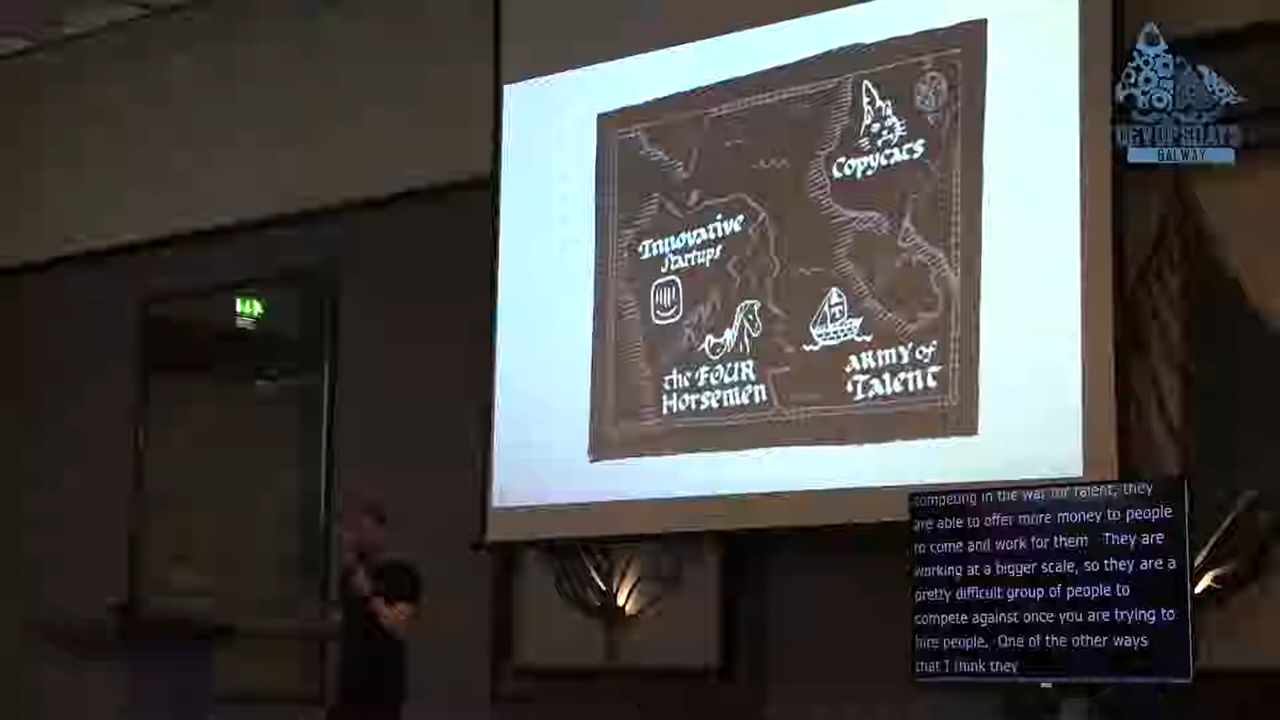 Copycats
Innovative
Startups
the FOUR
Horsemen
ARMY of
Talent
GALWAY
competing in the war for talent, they
are able to offer more money to people
to come and work for them   They are
working at a bigger scale, so they are a
pretty difficult group of people to
compete against once you are trying to
hire people.   One of the other ways
that I think they